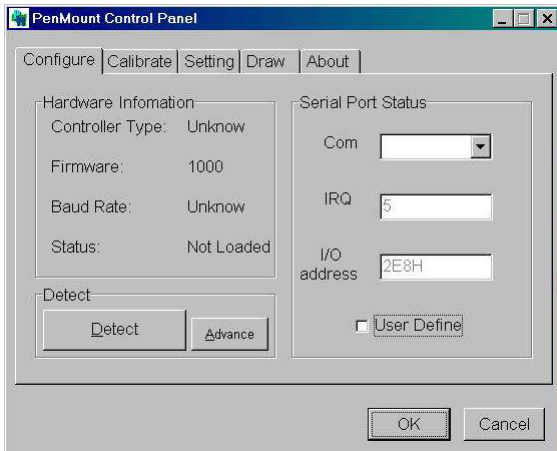 PenMount Control Panel
Configure Calibrate Setting Draw About
Hardware Infomation
Controller Type: Unknow
Firmware: 1000
Baud Rate: Unknow
Status: Not Loaded
Detect
Detect Advance
Serial Port Status
Com
IRQ 5
I/O
address 2E8H
User Define
OK Cancel